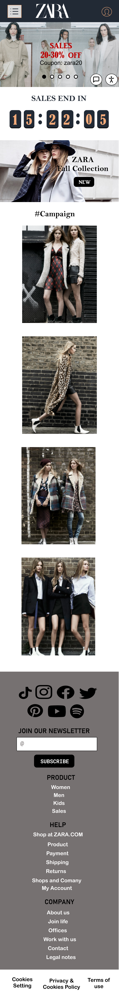 ZARA
SALES
20-30% OFF
Coupon: zara20
SALES END IN
15:22:05
ZARA
Fall Collection
NEW
#Campaign
JOIN OUR NEWSLETTER
@
SUBSCRIBE
PRODUCT
Women
Men
Kids
Sales
HELP
Shop at ZARA.COM
Product
Payment
Shipping
Returns
Shops and Comany
My Account
COMPANY
About us
Join life
Offices
Work with us
Contact
Legal notes
Cookies
Setting
Privacy &
Cookies Policy
Terms of
use